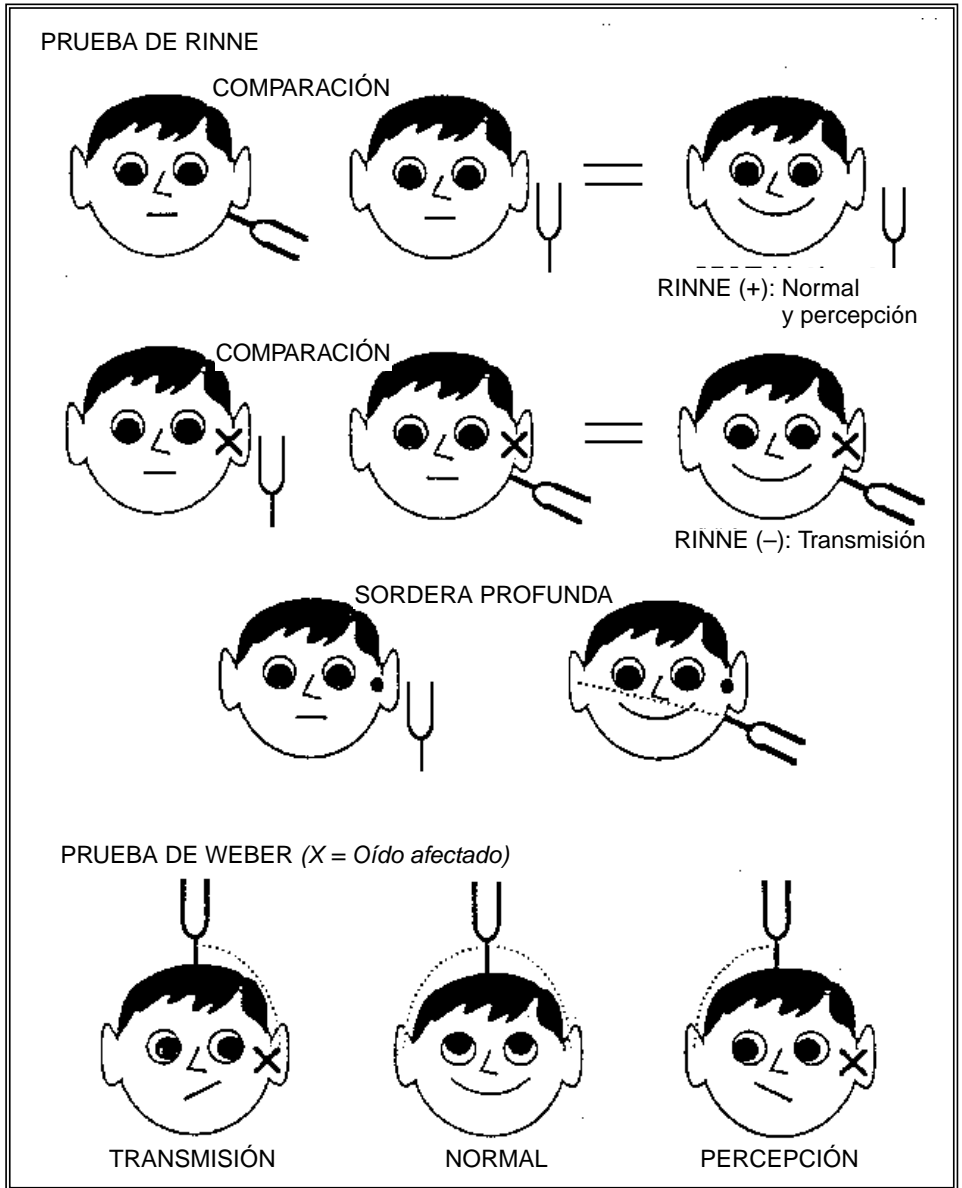 PRUEBA DE RINNE
COMPARACIÓN
RINNE (+): Normal
y percepción
COMPARACIÓN
RINNE (–): Transmisión
SORDERA PROFUNDA
PRUEBA DE WEBER (X = Oído afectado)
TRANSMISIÓN
NORMAL
PERCEPCIÓN